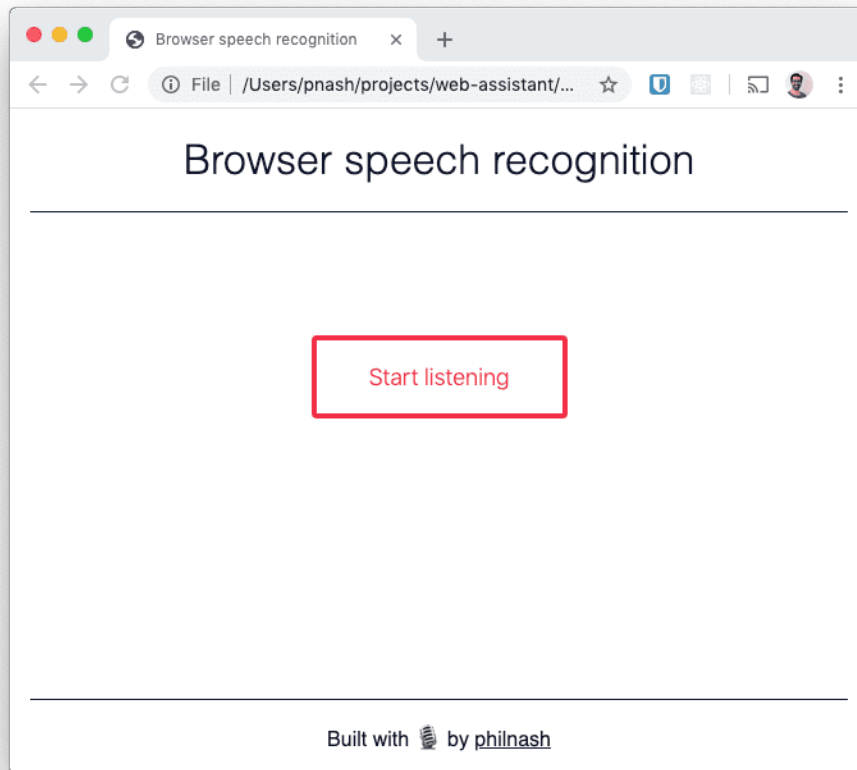 Browser speech recognition
File /Users/pnash/projects/web-assistant/...
Browser speech recognition
Start listening
Built with 🎙 by philnash